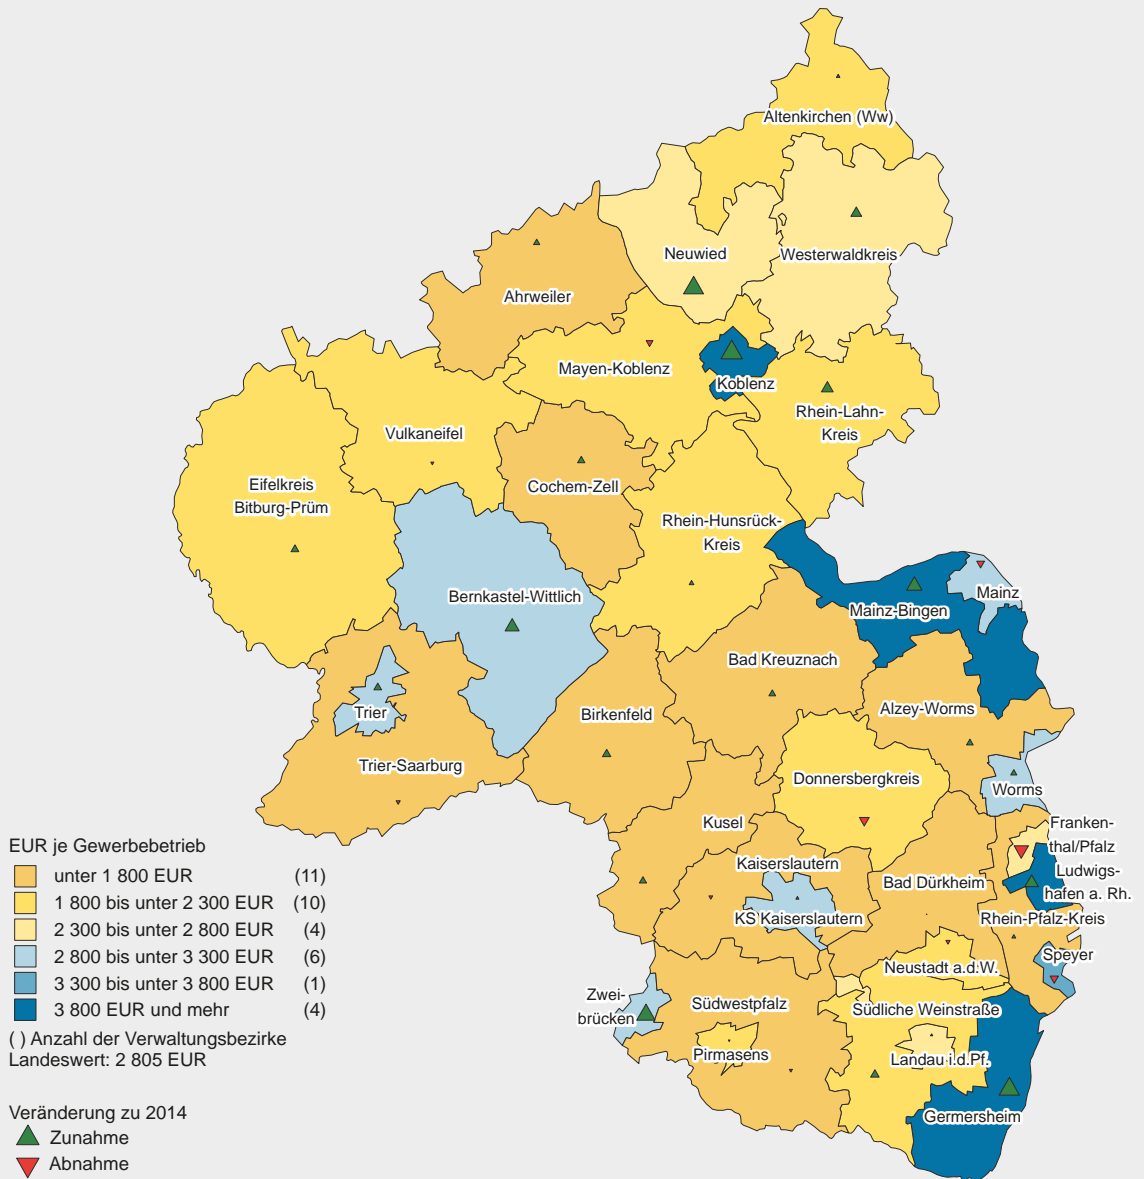 Altenkirchen (Ww)
Neuwied
Westerwaldkreis
Ahrweiler
Mayen-Koblenz
Koblenz
Rhein-Lahn-
Kreis
Vulkaneifel
Cochem-Zell
Eifelkreis
Bitburg-Prüm
Rhein-Hunsrück-
Kreis
Bernkastel-Wittlich
Mainz
Mainz-Bingen
Bad Kreuznach
Alzey-Worms
Trier
Birkenfeld
Trier-Saarburg
Donnersbergkreis
Worms
Kusel
Franken-
thal/Pfalz
Kaiserslautern
Ludwigs-
hafen a. Rh.
Bad Dürkheim
KS Kaiserslautern
Rhein-Pfalz-Kreis
Speyer
Neustadt a.d.W.
Zwei-
brücken
Südwestpfalz
Südliche Weinstraße
Pirmasens
Landau i.d.Pf.
Germersheim
EUR je Gewerbebetrieb
unter 1 800 EUR (11)
1 800 bis unter 2 300 EUR (10)
2 300 bis unter 2 800 EUR (4)
2 800 bis unter 3 300 EUR (6)
3 300 bis unter 3 800 EUR (1)
3 800 EUR und mehr (4)
( ) Anzahl der Verwaltungsbezirke
Landeswert: 2 805 EUR
Veränderung zu 2014
Zunahme
Abnahme